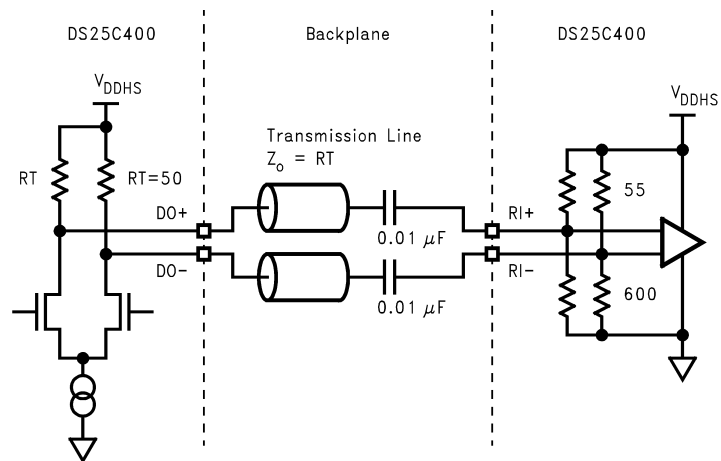 DS25C400
Backplane
DS25C400
VDDHS
VDDHS
Transmission Line
Zo = RT
RT
RT=50
DO+
RI+
55
0.01 μF
DO-
RI-
0.01 μF
600